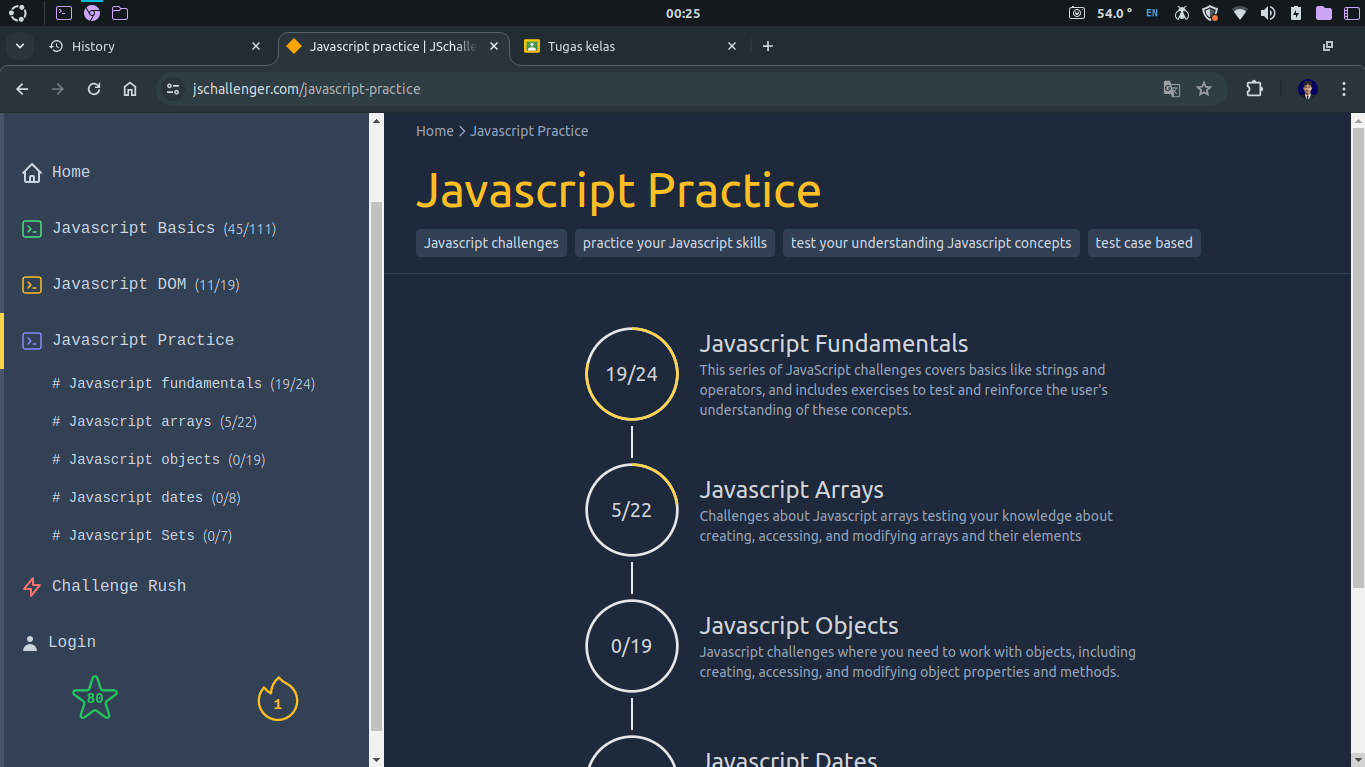 00:25
54.0 °
EN
History
Javascript practice | JSchalle
Tugas kelas
jschallenger.com/javascript-practice
Home
Javascript Basics (45/111)
Javascript DOM (11/19)
Javascript Practice
# Javascript fundamentals (19/24)
# Javascript arrays (5/22)
# Javascript objects (0/19)
# Javascript dates (0/8)
# Javascript Sets (0/7)
Challenge Rush
Login
80
1
Home > Javascript Practice
Javascript Practice
Javascript challenges
practice your Javascript skills
test your understanding Javascript concepts
test case based
19/24
Javascript Fundamentals
This series of JavaScript challenges covers basics like strings and
operators, and includes exercises to test and reinforce the user's
understanding of these concepts.
5/22
Javascript Arrays
Challenges about Javascript arrays testing your knowledge about
creating, accessing, and modifying arrays and their elements
0/19
Javascript Objects
Javascript challenges where you need to work with objects, including
creating, accessing, and modifying object properties and methods.
Javascript Dates